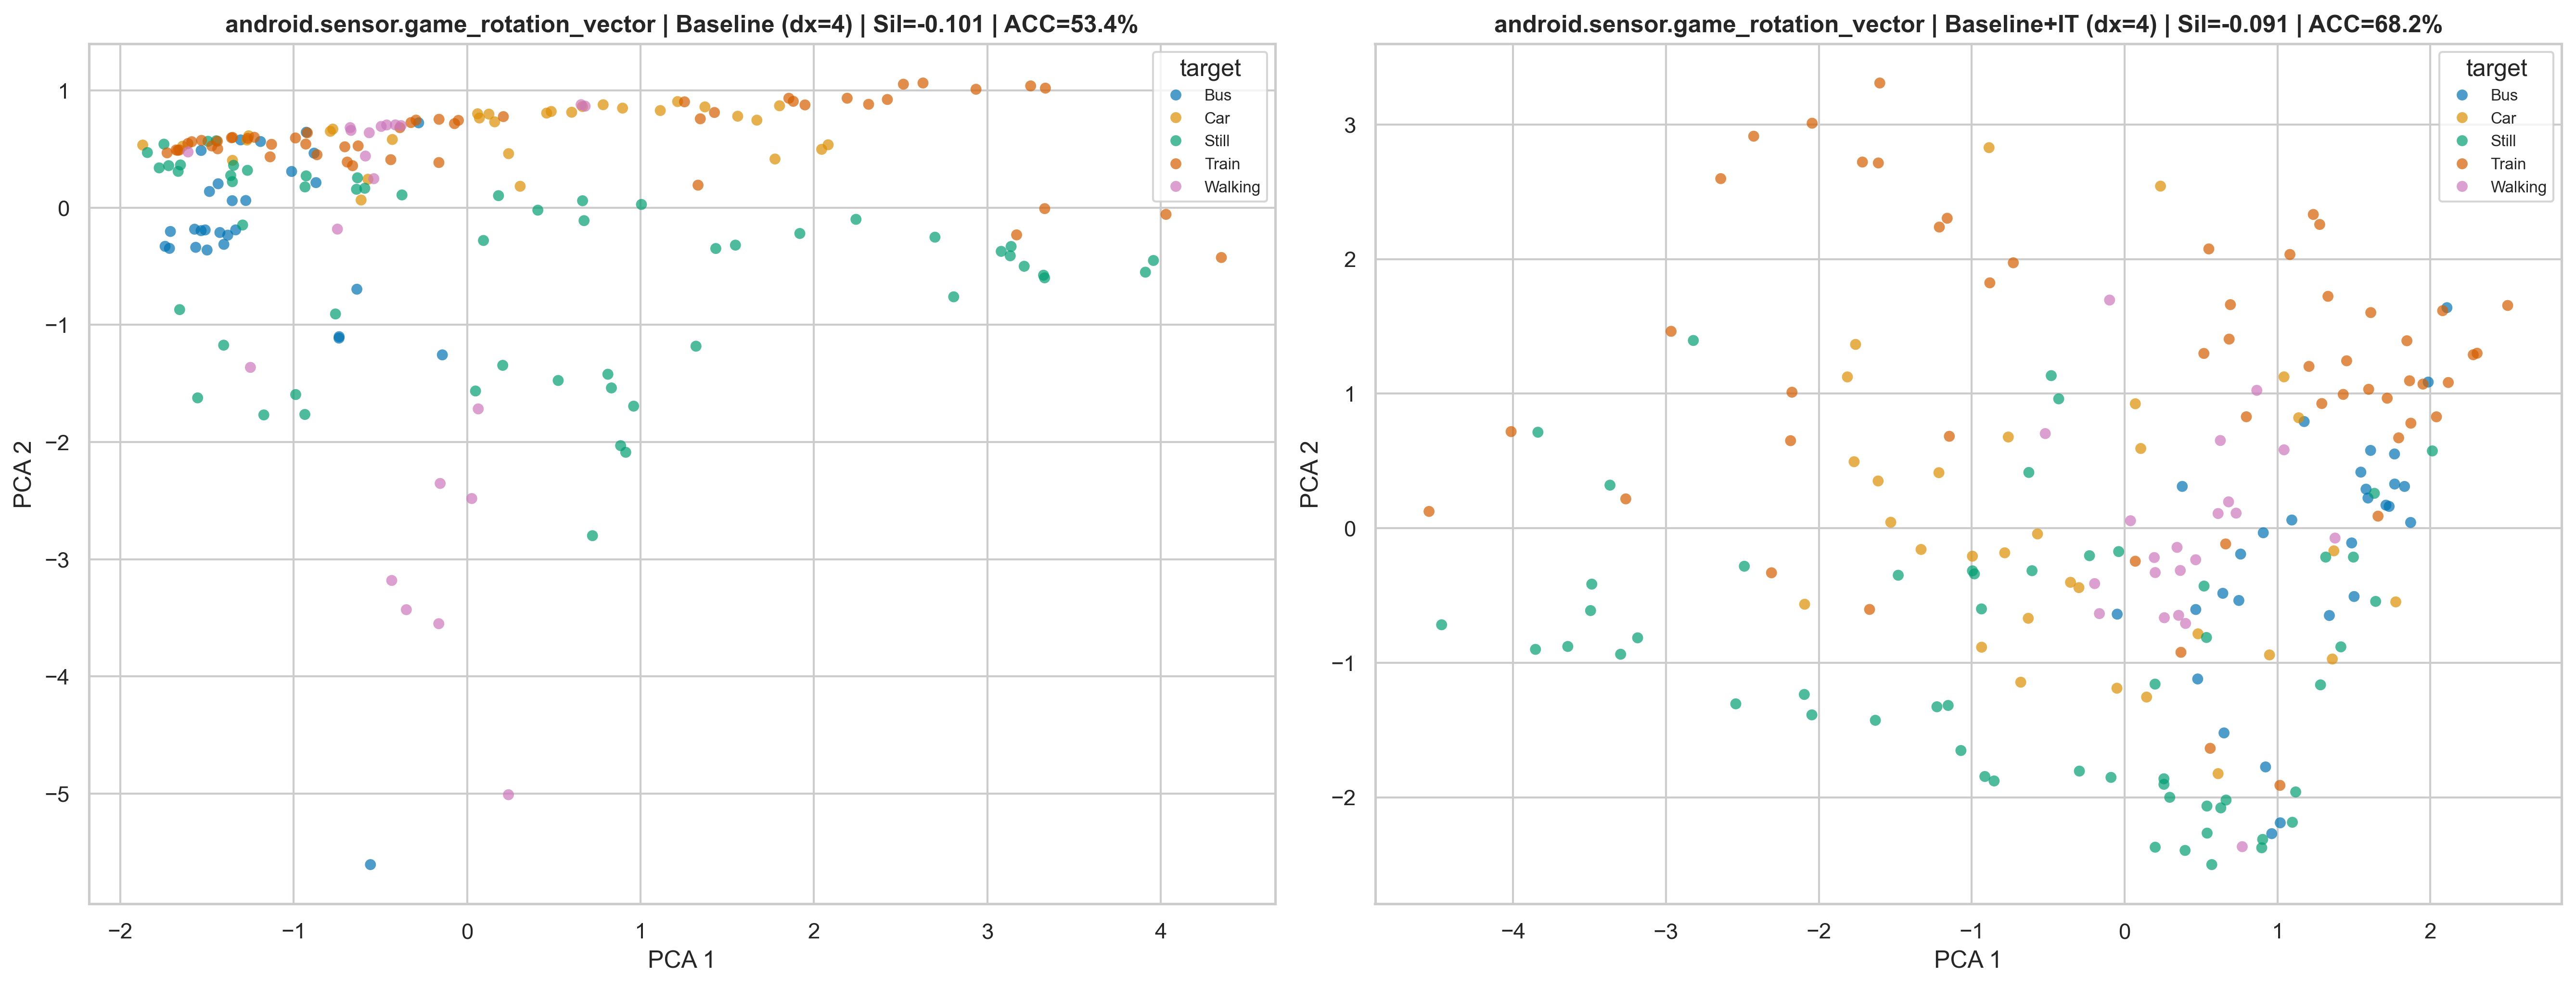 android.sensor.game_rotation_vector | Baseline (dx=4) | Sil=-0.101 | ACC=53.4%
target
Bus
Car
Still
Train
Walking
1
0
−1
−2
−3
−4
−5
PCA 2
−2
−1
0
1
2
3
4
PCA 1
android.sensor.game_rotation_vector | Baseline+IT (dx=4) | Sil=-0.091 | ACC=68.2%
target
Bus
Car
Still
Train
Walking
3
2
1
0
−1
−2
PCA 2
−4
−3
−2
−1
0
1
2
PCA 1